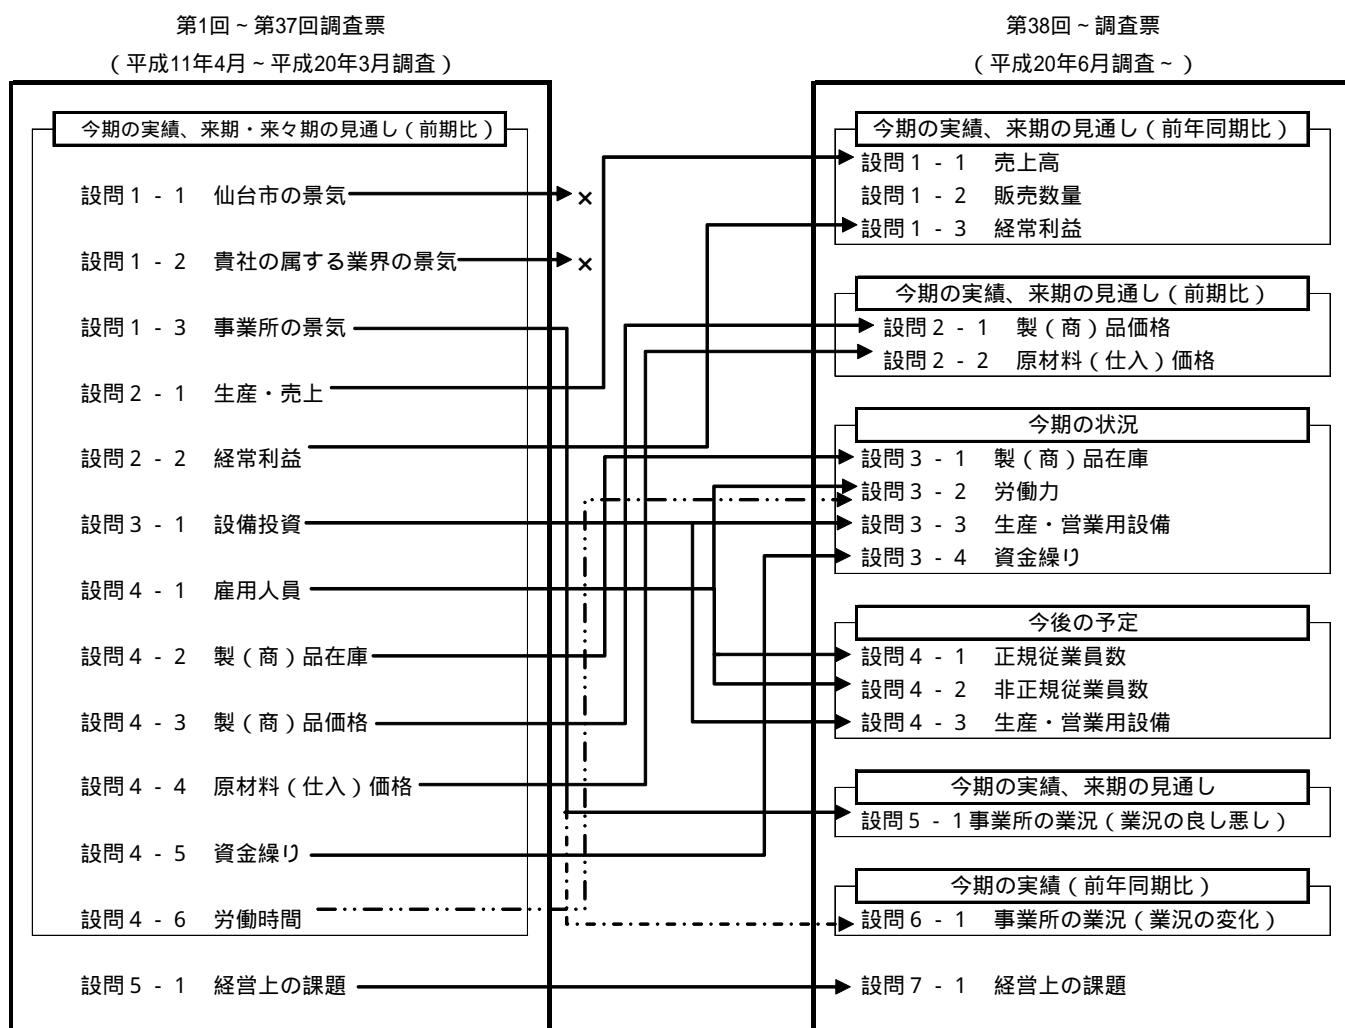 第1回~第37回調査票
(平成11年4月~平成20年3月調査)
今期の実績、来期・来々期の見通し(前期比)
設問1-1 仙台市の景気
×
設問1-2 貴社の属する業界の景気
×
設問1-3 事業所の景気
設問2-1 生産・売上
設問2-2 経常利益
設問3-1 設備投資
設問4-1 雇用人員
設問4-2 製(商)品在庫
設問4-3 製(商)品価格
設問4-4 原材料(仕入)価格
設問4-5 資金繰り
設問4-6 労働時間
設問5-1 経営上の課題
第38回~調査票
(平成20年6月調査~)
今期の実績、来期の見通し(前年同期比)
設問1-1 売上高
設問1-2 販売数量
設問1-3 経常利益
今期の実績、来期の見通し(前期比)
設問2-1 製(商)品価格
設問2-2 原材料(仕入)価格
今期の状況
設問3-1 製(商)品在庫
設問3-2 労働力
設問3-3 生産・営業用設備
設問3-4 資金繰り
今後の予定
設問4-1 正規従業員数
設問4-2 非正規従業員数
設問4-3 生産・営業用設備
今期の実績、来期の見通し
設問5-1事業所の業況(業況の良し悪し)
今期の実績(前年同期比)
設問6-1 事業所の業況(業況の変化)
設問7-1 経営上の課題